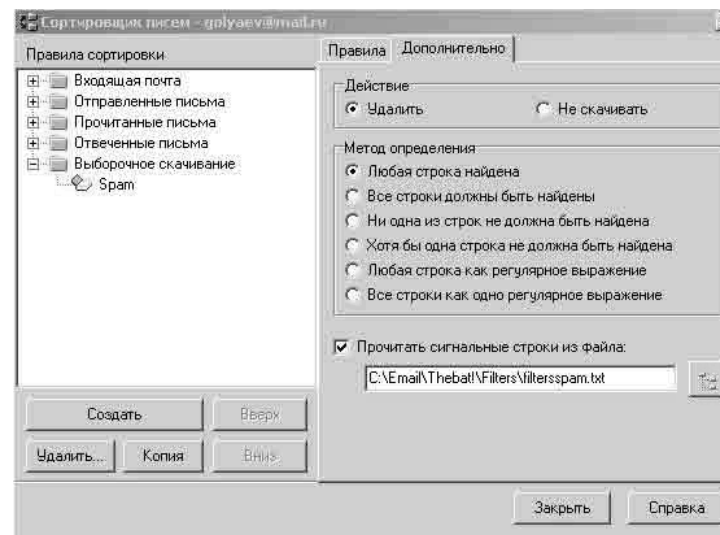 Сортировщик писем - golyaev@mail.ru
Правила сортировки
Входящая почта
Отправленные письма
Прочитанные письма
Отвеченные письма
Выборочное скачивание
Spam
Создать
Вверх
Удалить...
Копия
Вниз
Правила
Дополнительно
Действие
Удалить
Не скачивать
Метод определения
Любая строка найдена
Все строки должны быть найдены
Ни одна из строк не должна быть найдена
Хотя бы одна строка не должна быть найдена
Любая строка как регулярное выражение
Все строки как одно регулярное выражение
Прочитать сигнальные строки из файла:
C:\Email\Thebat!\Filters\filtersspam.txt
Закрыть
Справка